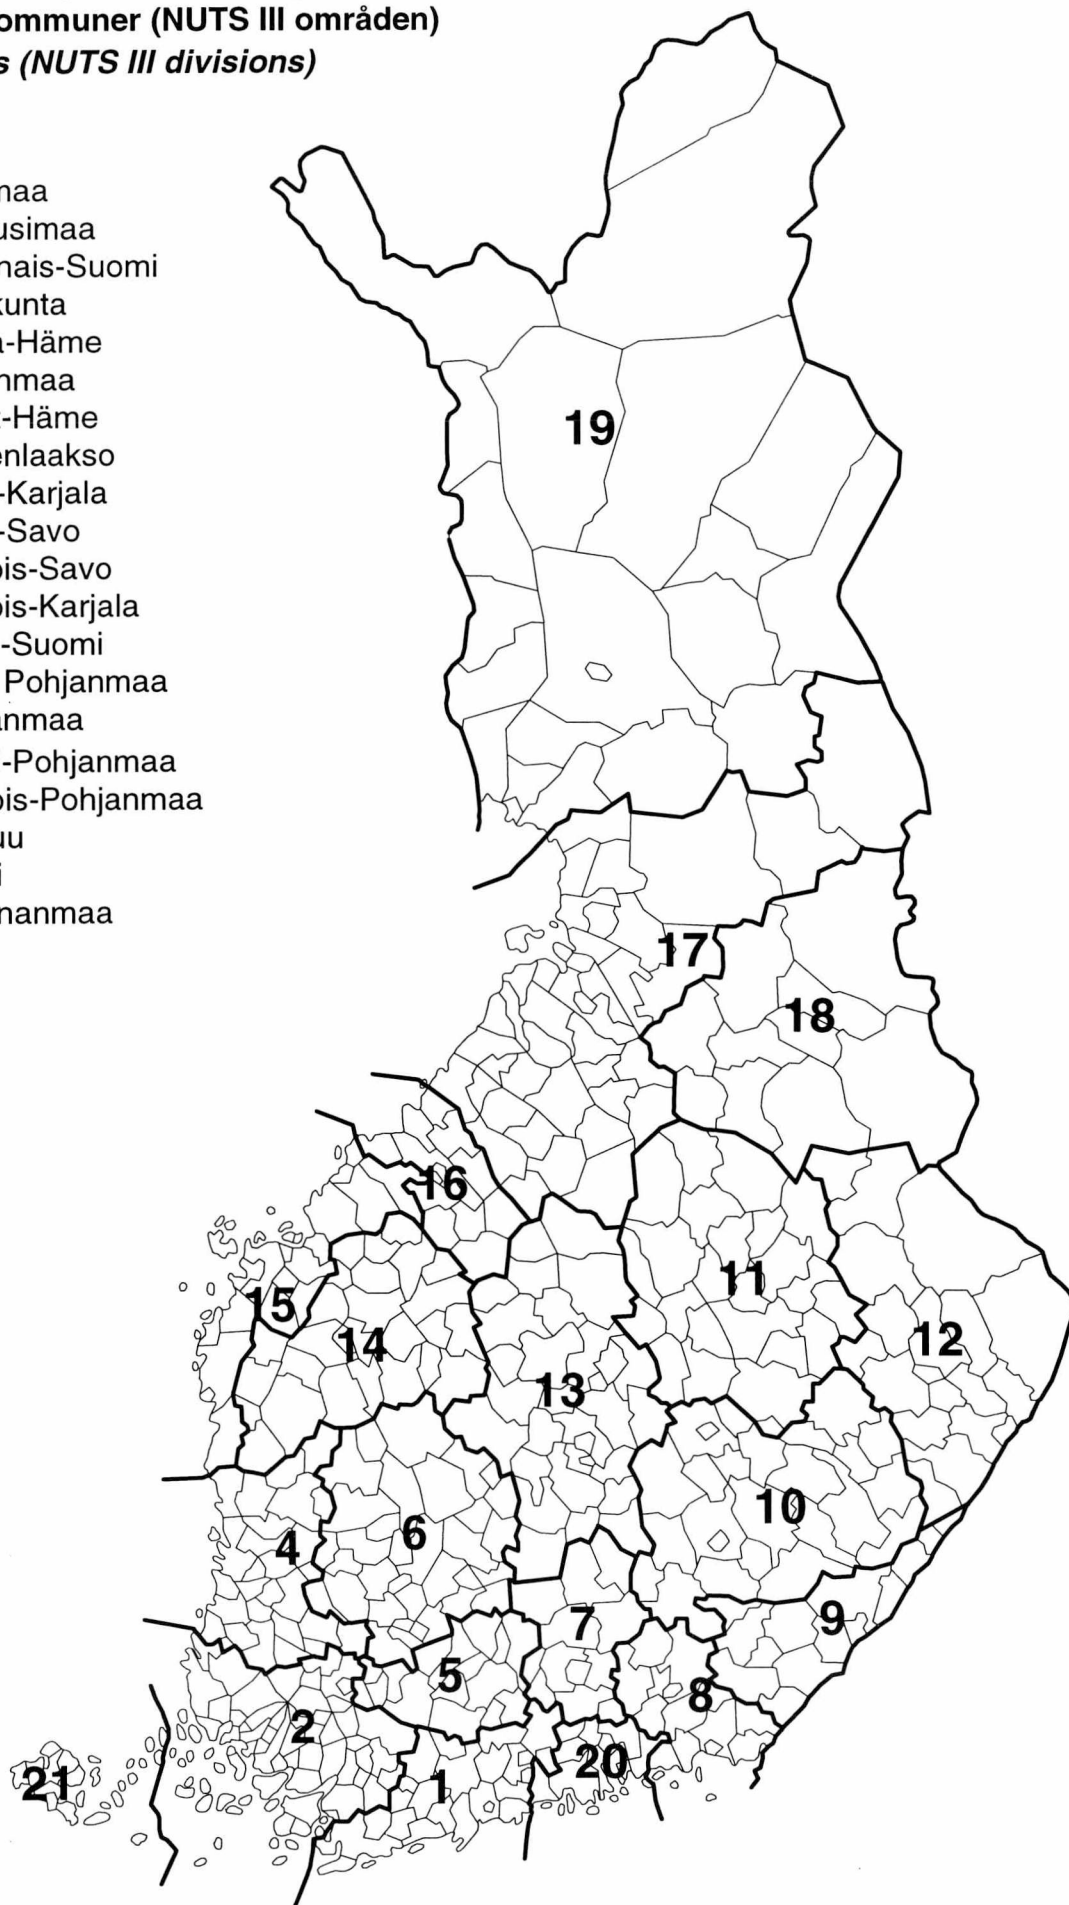 ommuner (NUTS III områden)
s (NUTS III divisions)
maa
usimaa
nais-Suomi
kunta
a-Häme
nmaa
t-Häme
enlaakso
-Karjala
-Savo
ois-Savo
ois-Karjala
-Suomi
Pohjanmaa
anmaa
i-Pohjanmaa
ois-Pohjanmaa
uu
i
nanmaa
19
17
18
16
11
15
12
14
13
10
6
4
9
7
5
8
2
20
21
1